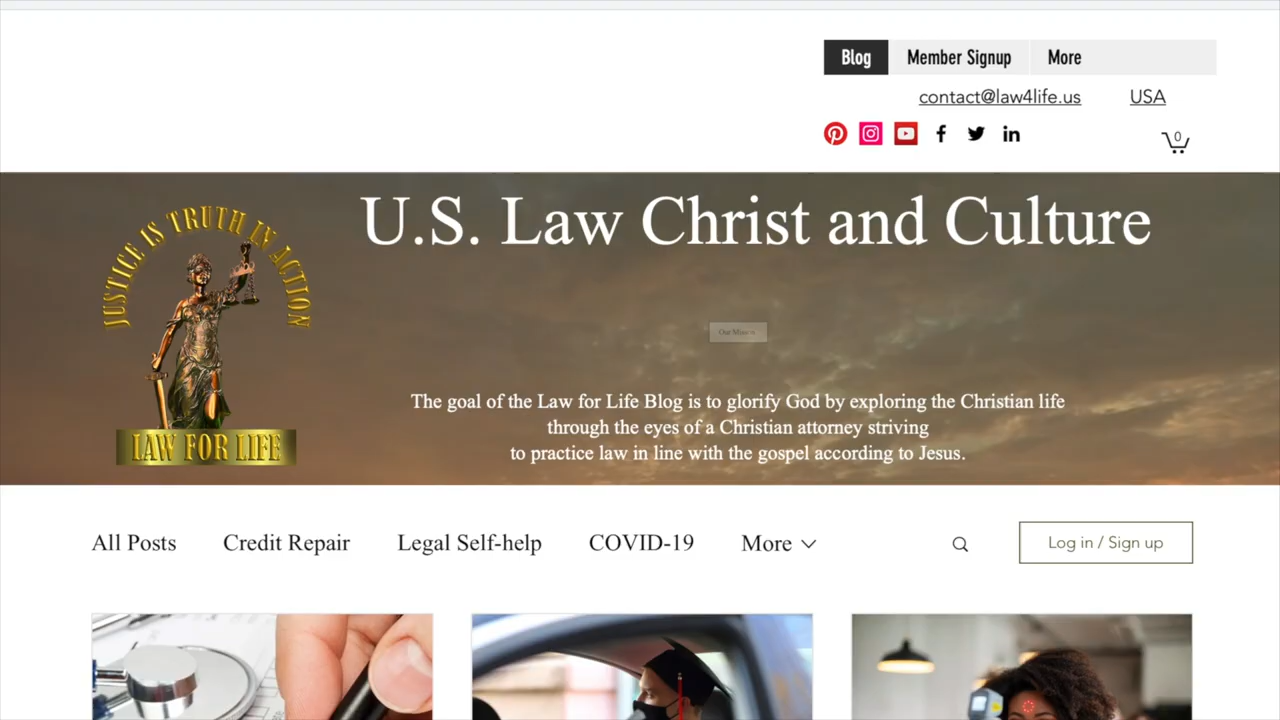 Blog Member Signup More
contact@law4life.us USA
0
U.S. Law Christ and Culture
JUSTICE IS TRUTH IN ACTION
LAW FOR LIFE
Our
The goal of the Law for Life Blog is to glorify God by exploring the Christian life
through the eyes of a Christian attorney striving
to practice law in line with the gospel according to Jesus.
All Posts Credit Repair Legal Self-help COVID-19 More Log in / Sign up